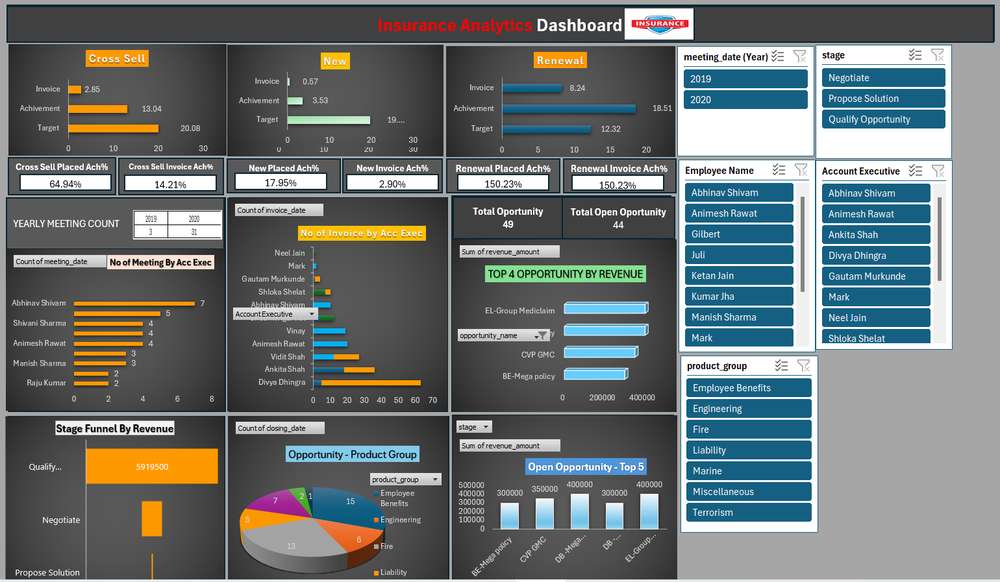 Insurance Analytics Dashboard
INSURANCE
Cross Sell
Invoice 2.85
Achivement 13.04
Target 20.08
0 10 20 30
New
Invoice 0.57
Achivement 3.53
Target 19....
0 10 20 30
0 10 20 30
Renewal
Invoice 8.24
Achivement 18.51
Target 12.32
0 5 10 15 20
meeting_date (Year)
2019
2020
stage
Negotiate
Propose Solution
Qualify Opportunity
Cross Sell Placed Ach%
64.94%
Cross Sell Invoice Ach%
14.21%
New Placed Ach%
17.95%
New Invoice Ach%
2.90%
Renewal Placed Ach%
150.23%
Renewal Invoice Ach%
150.23%
Employee Name
Abhinav Shivam
Animesh Rawat
Gilbert
Juli
Ketan Jain
Kumar Jha
Manish Sharma
Mark
Account Executive
Abhinav Shivam
Animesh Rawat
Ankita Shah
Divya Dhingra
Gautam Murkunde
Mark
Neel Jain
Shloka Shelat
YEARLY MEETING COUNT
2019 2020
3 31
Count of meeting_date
No of Meeting By Acc Exec
Abhinav Shivam 7
5
Shivani Sharma 4
4
Animesh Rawat 4
3
Manish Sharma 3
2
Raju Kumar 2
0 2 4 6 8
Count of invoice_date
No of Invoice by Acc Exec
Neel Jain
Mark
Gautam Murkunde
Shloka Shelat
Abhinav Shivam
Account Executive
Vinay
Animesh Rawat
Vidit Shah
Ankita Shah
Divya Dhingra
0 10 20 30 40 50 60 70
Total Oportunity
49
Total Open Oportunity
44
Sum of revenue_amount
TOP 4 OPPORTUNITY BY REVENUE
EL-Group Mediclaim
opportunity_name
CVP GMC
BE-Mega policy
0 200000 400000
product_group
Employee Benefits
Engineering
Fire
Liability
Marine
Miscellaneous
Terrorism
Stage Funnel By Revenue
Qualify... 5919500
Negotiate
Propose Solution
Count of closing_date
Opportunity - Product Group
product_group
Employee
Benefits
Engineering
Fire
Liability
15
6
13
5
7
2
1
stage
Sum of revenue_amount
Open Opportunity - Top 5
500000
400000
300000
200000
100000
0
300000 350000 400000 300000 400000
BE-Mega policy
CVP GMC
DB -Mega...
DB -...
EL-Group...